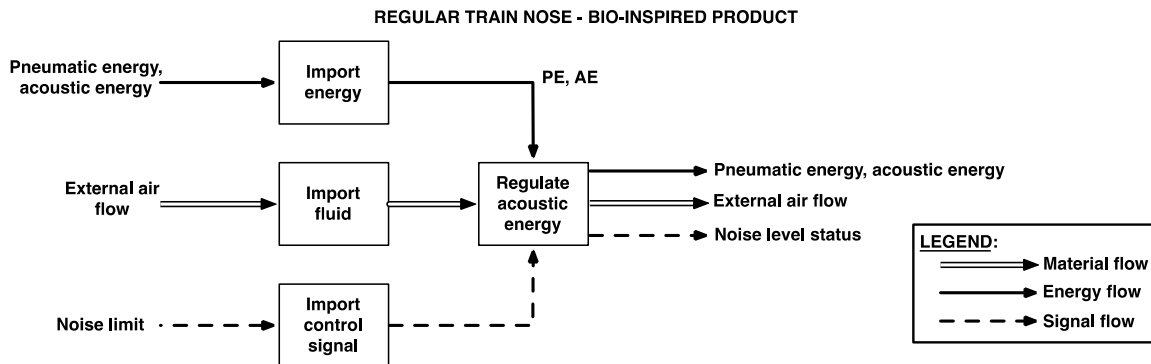 REGULAR TRAIN NOSE - BIO-INSPIRED PRODUCT
Pneumatic energy,
acoustic energy
Import
energy
PE, AE
External air
flow
Import
fluid
Regulate
acoustic
energy
Pneumatic energy, acoustic energy
External air flow
Noise level status
Noise limit
Import
control
signal
LEGEND:
Material flow
Energy flow
Signal flow